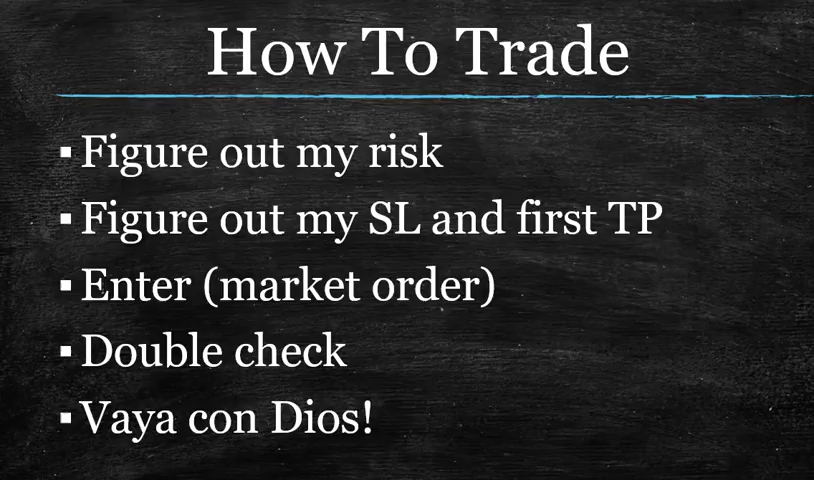 How To Trade
▪ Figure out my risk
▪ Figure out my SL and first TP
▪ Enter (market order)
▪ Double check
▪ Vaya con Dios!